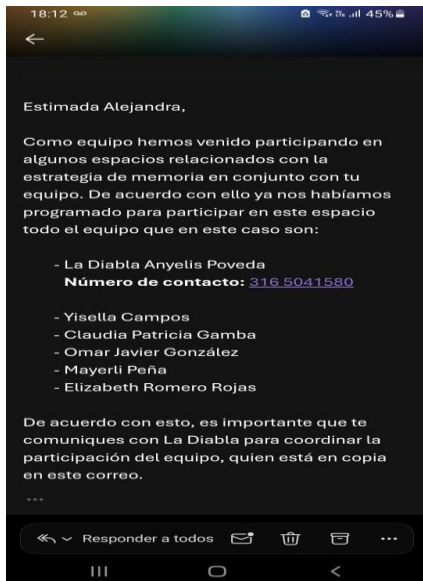 18:12
45%
Estimada Alejandra,
Como equipo hemos venido participando en
algunos espacios relacionados con la
estrategia de memoria en conjunto con tu
equipo. De acuerdo con ello ya nos habíamos
programado para participar en este espacio
todo el equipo que en este caso son:
- La Diabla Anyelis Poveda
Número de contacto: 316 5041580
- Yisella Campos
- Claudia Patricia Gamba
- Omar Javier González
- Mayerli Peña
- Elizabeth Romero Rojas
De acuerdo con esto, es importante que te
comuniques con La Diabla para coordinar la
participación del equipo, quien está en copia
en este correo.
...
Responder a todos